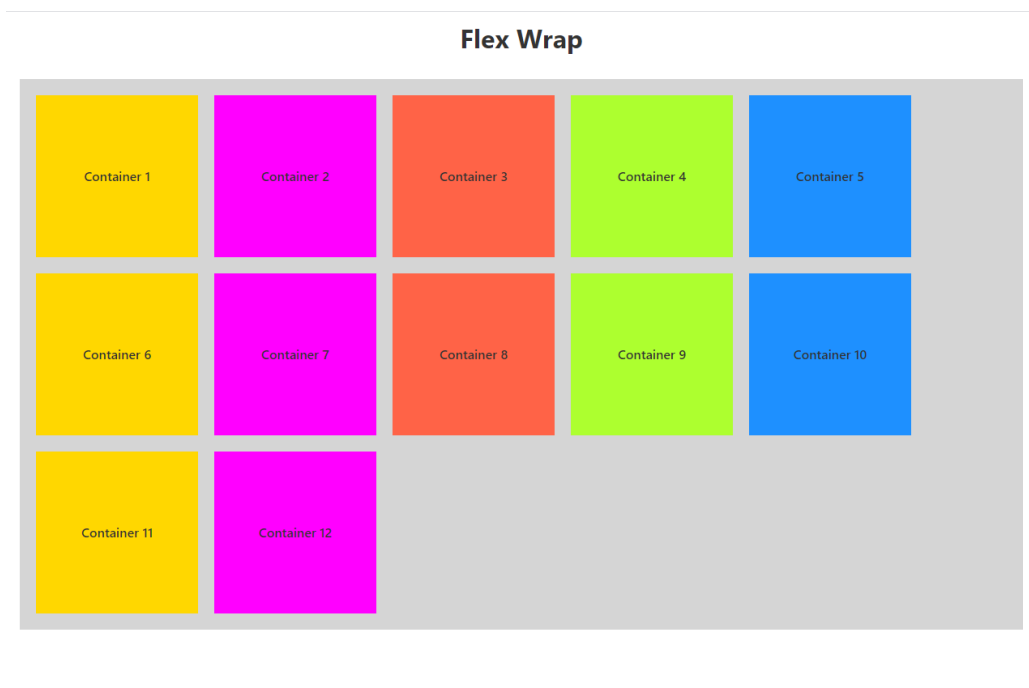 Flex Wrap
Container 1
Container 2
Container 3
Container 4
Container 5
Container 6
Container 7
Container 8
Container 9
Container 10
Container 11
Container 12